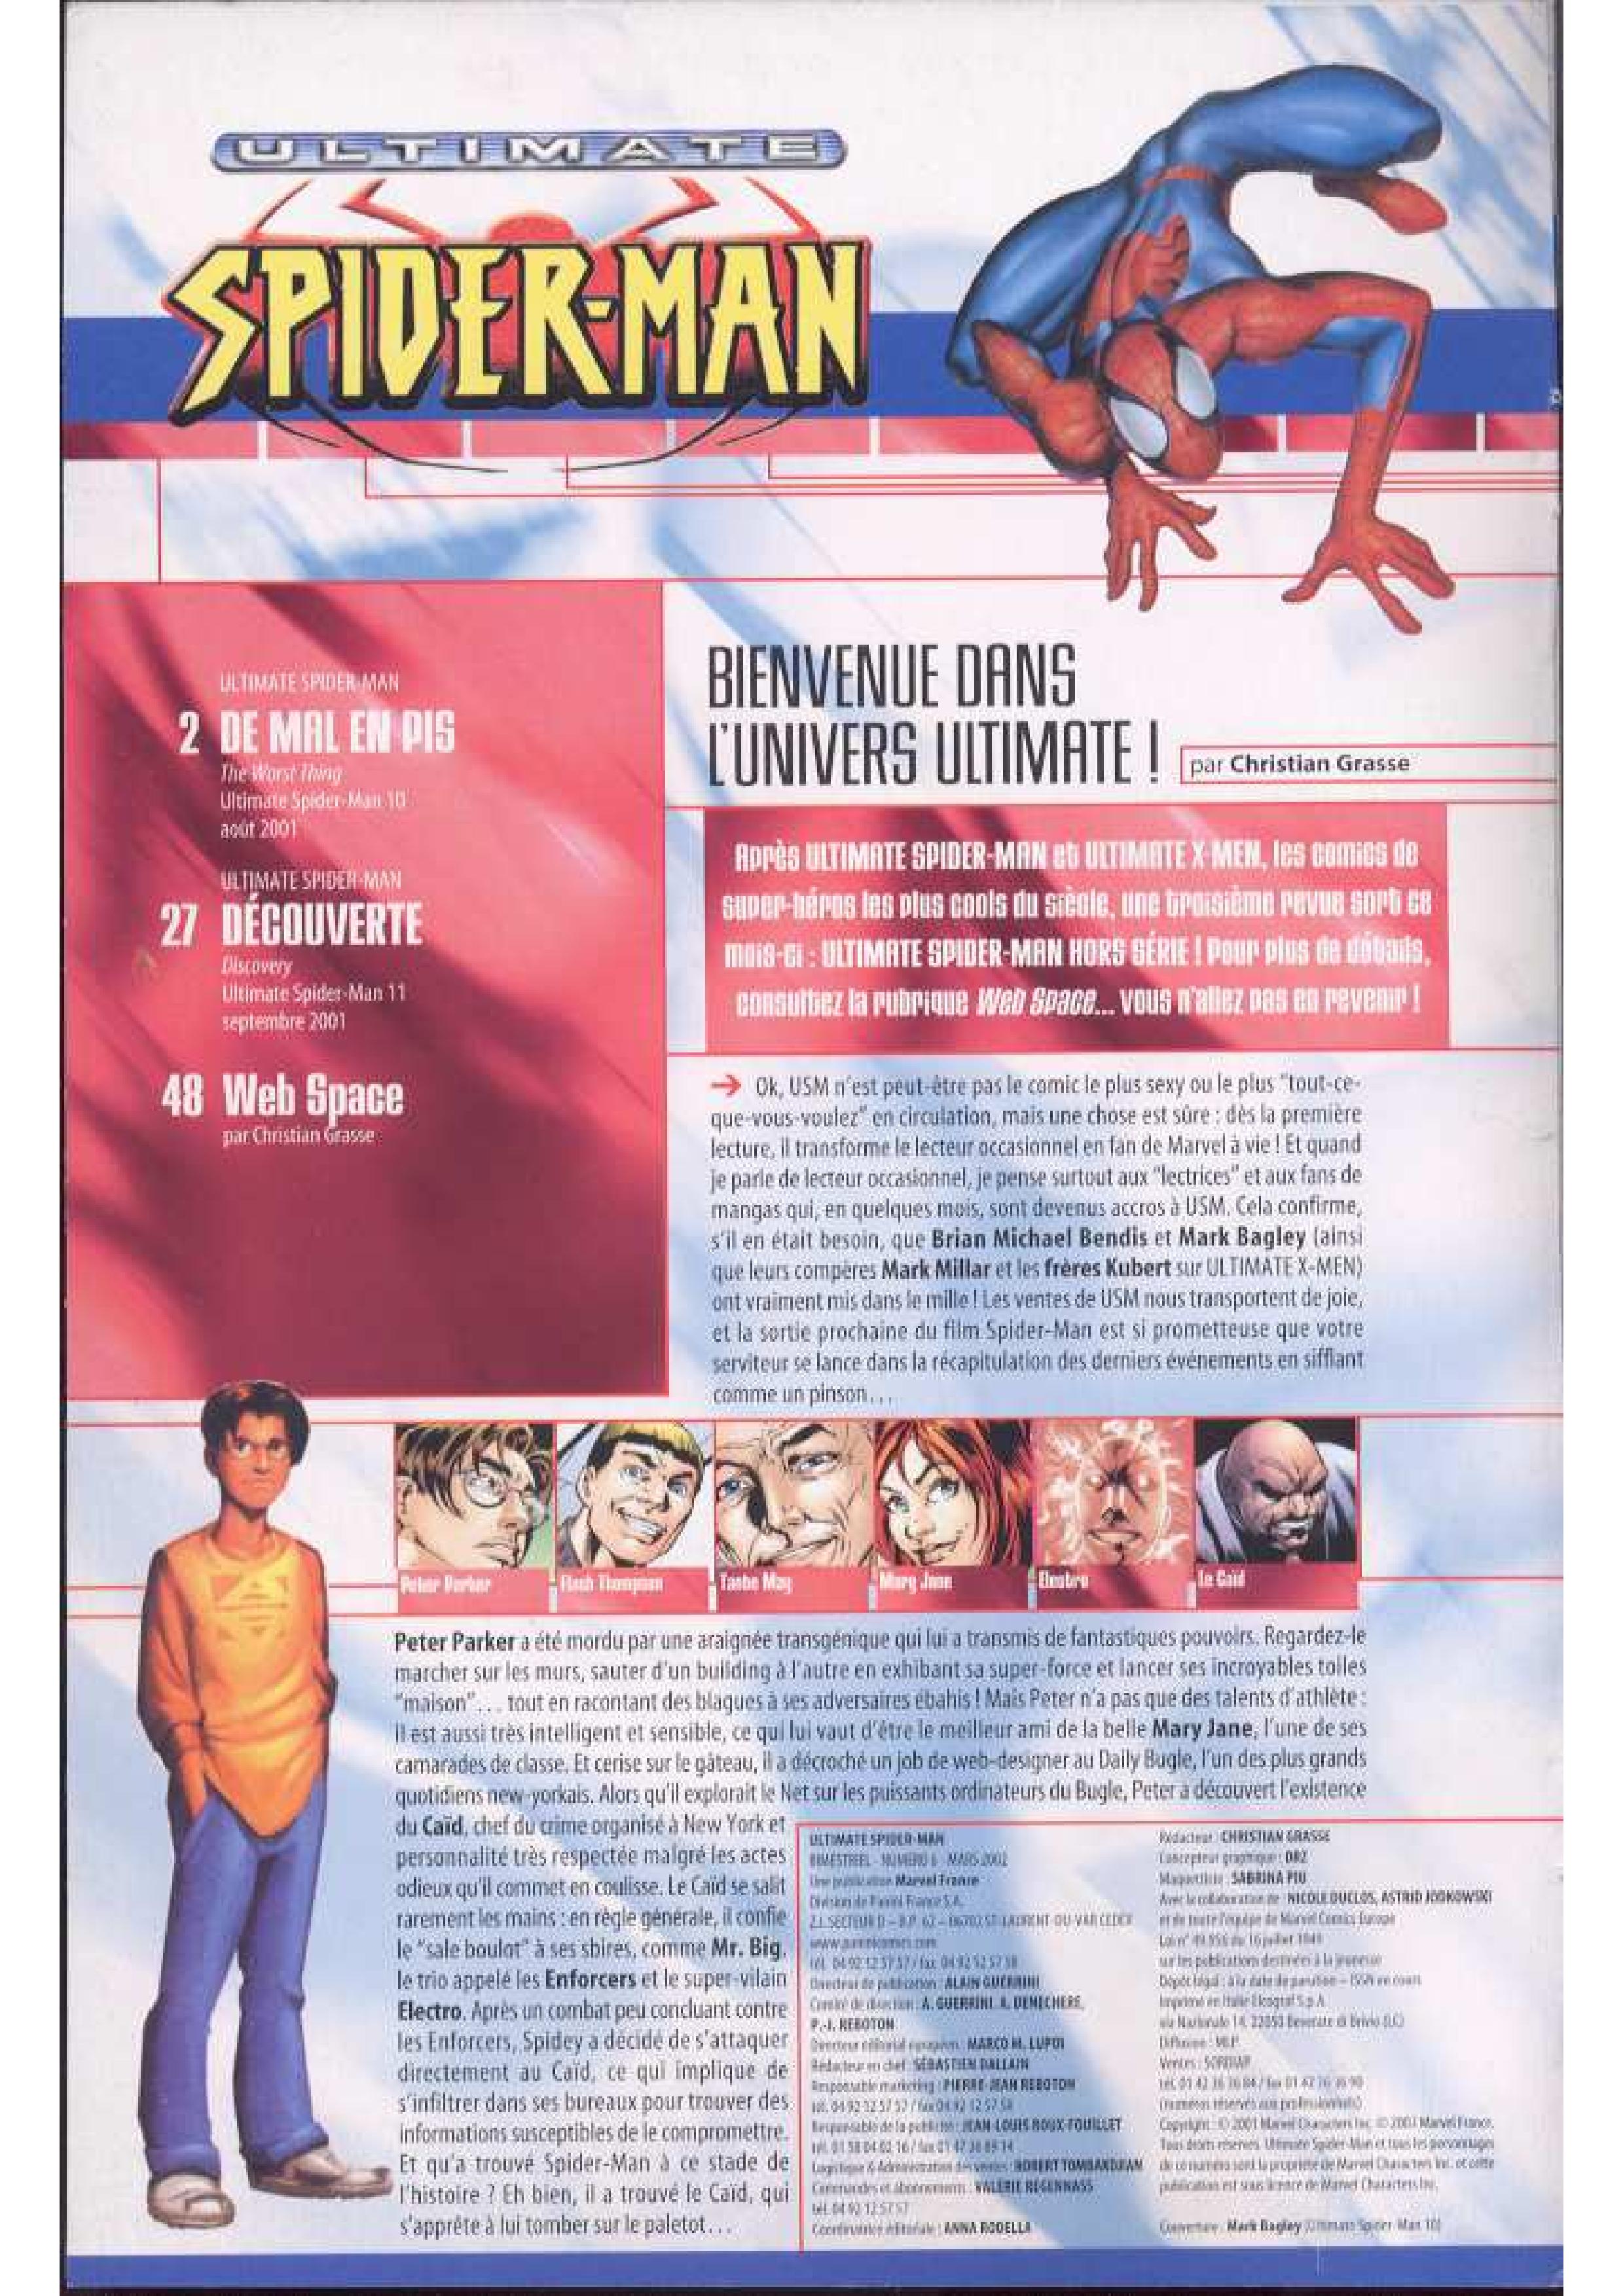 ULTIMATE
SPIDER-MAN
ULTIMATE SPIDER-MAN
2 DE MAL EN PIS
The Worst Thing
Ultimate Spider-Man 10
août 2001
ULTIMATE SPIDER-MAN
27 DÉCOUVERTE
Discovery
Ultimate Spider-Man 11
septembre 2001
48 Web Space
par Christian Grasse
BIENVENUE DANS
L'UNIVERS ULTIMATE !
par Christian Grasse
Après ULTIMATE SPIDER-MAN et ULTIMATE X-MEN, les comics de
super-héros les plus cools du siècle, une troisième revue sort ce
mois-ci : ULTIMATE SPIDER-MAN HORS SÉRIE ! Pour plus de détails,
consultez la rubrique Web Space... vous n'allez pas en revenir !
→ Ok, USM n'est peut-être pas le comic le plus sexy ou le plus "tout-ce-
que-vous-voulez" en circulation, mais une chose est sûre : dès la première
lecture, il transforme le lecteur occasionnel en fan de Marvel à vie ! Et quand
je parle de lecteur occasionnel, je pense surtout aux "lectrices" et aux fans de
mangas qui, en quelques mois, sont devenus accros à USM. Cela confirme,
s'il en était besoin, que Brian Michael Bendis et Mark Bagley (ainsi
que leurs compères Mark Millar et les frères Kubert sur ULTIMATE X-MEN)
ont vraiment mis dans le mille ! Les ventes de USM nous transportent de joie,
et la sortie prochaine du film Spider-Man est si prometteuse que votre
serviteur se lance dans la récapitulation des derniers événements en sifflant
comme un pinson...
Peter Parker
Flash Thompson
Tante May
Mary Jane
Electro
Le Caïd
Peter Parker a été mordu par une araignée transgénique qui lui a transmis de fantastiques pouvoirs. Regardez-le
marcher sur les murs, sauter d'un building à l'autre en exhibant sa super-force et lancer ses incroyables toiles
"maison"... tout en racontant des blagues à ses adversaires ébahis ! Mais Peter n'a pas que des talents d'athlète :
il est aussi très intelligent et sensible, ce qui lui vaut d'être le meilleur ami de la belle Mary Jane, l'une de ses
camarades de classe. Et cerise sur le gâteau, il a décroché un job de web-designer au Daily Bugle, l'un des plus grands
quotidiens new-yorkais. Alors qu'il explorait le Net sur les puissants ordinateurs du Bugle, Peter a découvert l'existence
du Caïd, chef du crime organisé à New York et
personnalité très respectée malgré les actes
odieux qu'il commet en coulisse. Le Caïd se salit
rarement les mains : en règle générale, il confie
le "sale boulot" à ses sbires, comme Mr. Big,
le trio appelé les Enforcers et le super-vilain
Electro. Après un combat peu concluant contre
les Enforcers, Spidey a décidé de s'attaquer
directement au Caïd, ce qui implique de
s'infiltrer dans ses bureaux pour trouver des
informations susceptibles de le compromettre.
Et qu'a trouvé Spider-Man à ce stade de
l'histoire ? Eh bien, il a trouvé le Caïd, qui
s'apprête à lui tomber sur le paletot...
ULTIMATE SPIDER-MAN
BIMESTRIEL - NUMÉRO 6 - MARS 2002
Une publication Marvel France
Division de Panini France S.A.
Z.I. SECTEUR D – B.P. 62 – 06702 ST-LAURENT-DU-VAR CEDEX
www.paninicomics.com
tél. 04 92 12 57 57 / fax 04 92 12 57 58
Directeur de publication : ALAIN GUERRINI
Comité de direction : A. GUERRINI, A. DENECHERE,
P.-J. REBOTON
Directeur éditorial européen : MARCO M. LUPOI
Rédacteur en chef : SÉBASTIEN DALLAIN
Responsable marketing : PIERRE-JEAN REBOTON
tél. 04 92 12 57 57 / fax 04 92 12 57 58
Responsable de la publicité : JEAN-LOUIS ROUX-FOUILLET
tél. 01 58 04 02 16 / fax 01 47 36 89 14
Logistique & Administration des ventes : ROBERT TOMBANDJIAN
Commandes et abonnements : VALÉRIE REGENNASS
tél. 04 92 12 57 57
Coordinatrice éditoriale : ANNA RODELLA
Rédacteur : CHRISTIAN GRASSE
Concepteur graphique : DRZ
Maquettiste : SABRINA PIU
Avec la collaboration de : NICOLE DUCLOS, ASTRID JODKOWSKI
et de toute l'équipe de Marvel Comics Europe
Loi n° 49.956 du 16 juillet 1949
sur les publications destinées à la jeunesse
Dépôt légal : à la date de parution – ISSN en cours
Imprimé en Italie Elcograf S.p.A.
via Nazionale 14, 22053 Beverate di Brivio (LC)
Diffusion : MLP
Ventes : SORDIAP
(numéros réservés aux professionnels)
Copyright : © 2001 Marvel Characters Inc. © 2001 Marvel France.
Tous droits réservés. Ultimate Spider-Man et tous les personnages
de ce numéro sont la propriété de Marvel Characters Inc. et cette
publication est sous licence de Marvel Characters Inc.
Couverture : Mark Bagley (Ultimate Spider-Man 10)